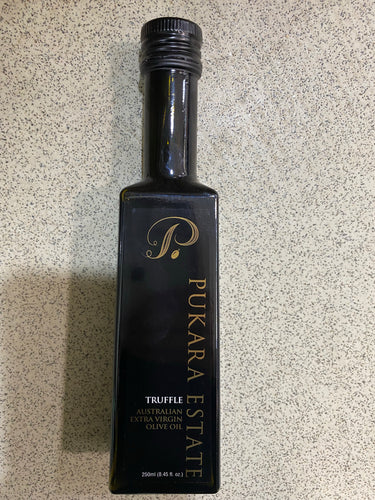 P
PUKARA ESTATE
TRUFFLE
AUSTRALIAN
EXTRA VIRGIN
OLIVE OIL
250ml (8.45 fl. oz.)